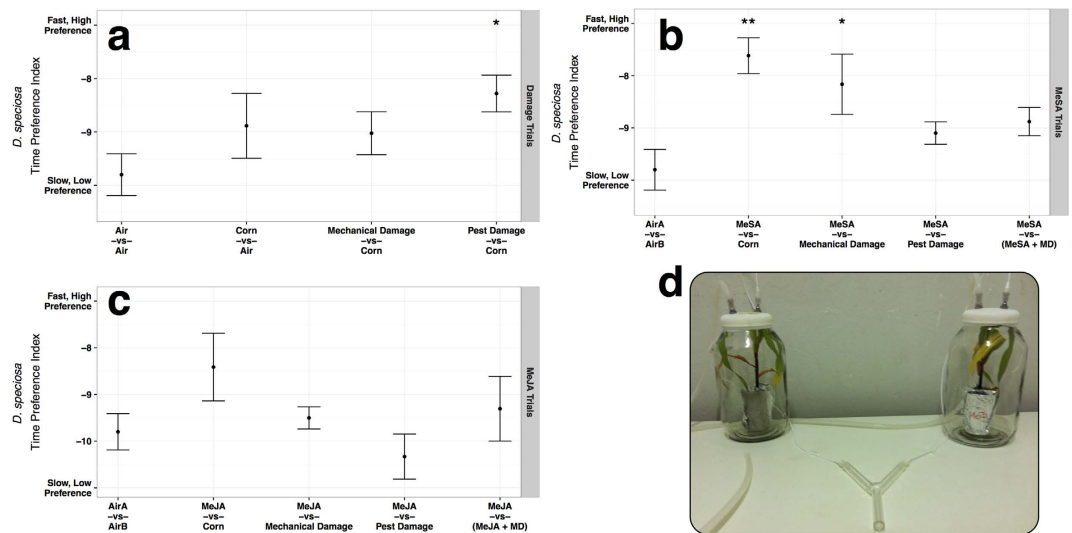 a
Fast, High
Preference
-8
-9
Slow, Low
Preference
D. speciosa
Time Preference Index
*
Damage Trials
Air
-vs-
Air
Corn
-vs-
Air
Mechanical Damage
-vs-
Corn
Pest Damage
-vs-
Corn
b
Fast, High
Preference
-8
-9
Slow, Low
Preference
D. speciosa
Time Preference Index
**
*
MeSA Trials
AirA
-vs-
AirB
MeSA
-vs-
Corn
MeSA
-vs-
Mechanical Damage
MeSA
-vs-
Pest Damage
MeSA
-vs-
(MeSA + MD)
c
Fast, High
Preference
-8
-9
-10
Slow, Low
Preference
D. speciosa
Time Preference Index
MeJA Trials
AirA
-vs-
AirB
MeJA
-vs-
Corn
MeJA
-vs-
Mechanical Damage
MeJA
-vs-
Pest Damage
MeJA
-vs-
(MeJA + MD)
d